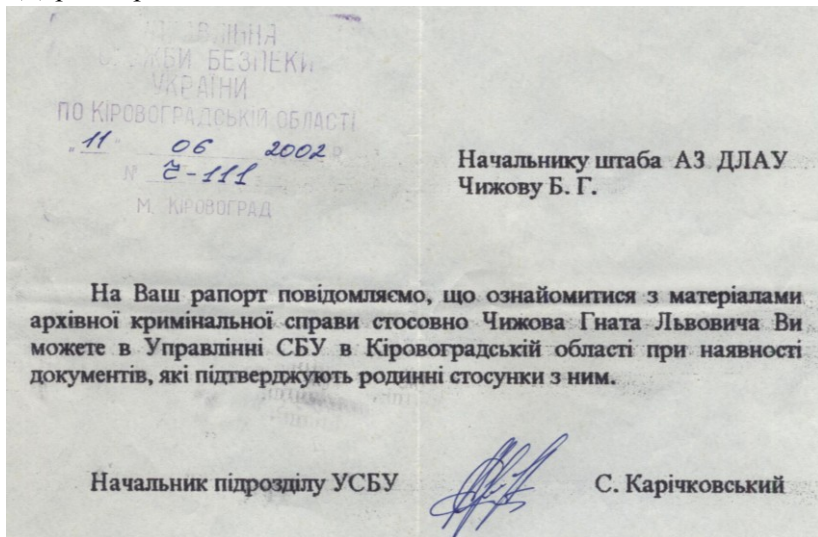 СЛУЖБИ БЕЗПЕКИ
УКРАЇНИ
ПО КІРОВОГРАДСЬКІЙ ОБЛАСТІ
"11" 06 2002 р.
N Ч-111
М. КІРОВОГРАД
Начальнику штаба АЗ ДЛАУ
Чижову Б. Г.
На Ваш рапорт повідомляємо, що ознайомитися з матеріалами
архівної кримінальної справи стосовно Чижова Гната Львовича Ви
можете в Управлінні СБУ в Кіровоградській області при наявності
документів, які підтверджують родинні стосунки з ним.
Начальник підрозділу УСБУ
С. Карічковський